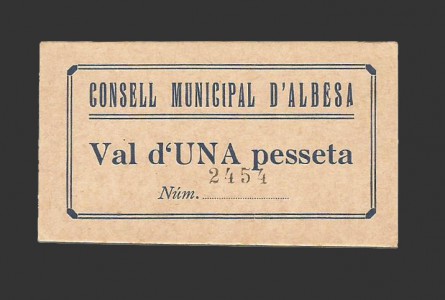 CONSELL MUNICIPAL D'ALBESA
Val d'UNA pesseta
2454
Núm.